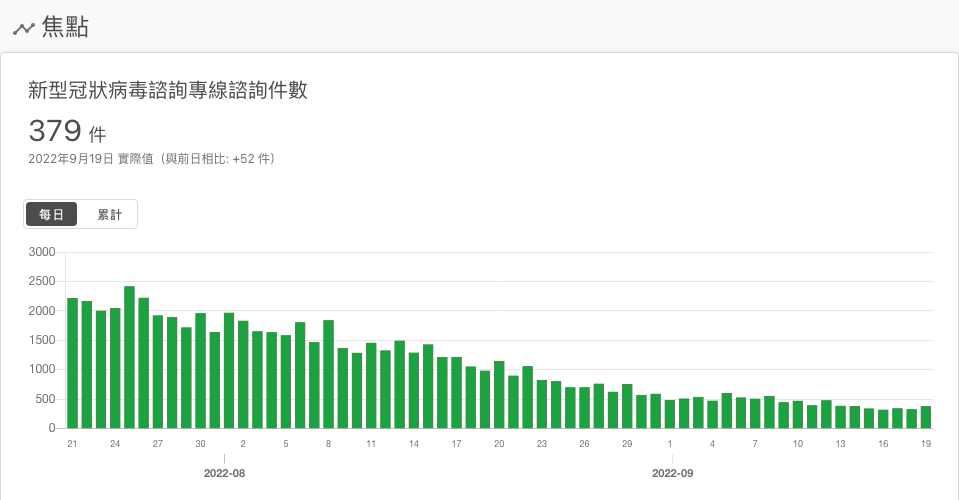 焦點
新型冠狀病毒諮詢專線諮詢件數
379 件
2022年9月19日 實際值（與前日相比: +52 件）
每日 累計
3000
2500
2000
1500
1000
500
0
21 24 27 30 2 5 8 11 14 17 20 23 26 29 1 4 7 10 13 16 19
2022-08 2022-09